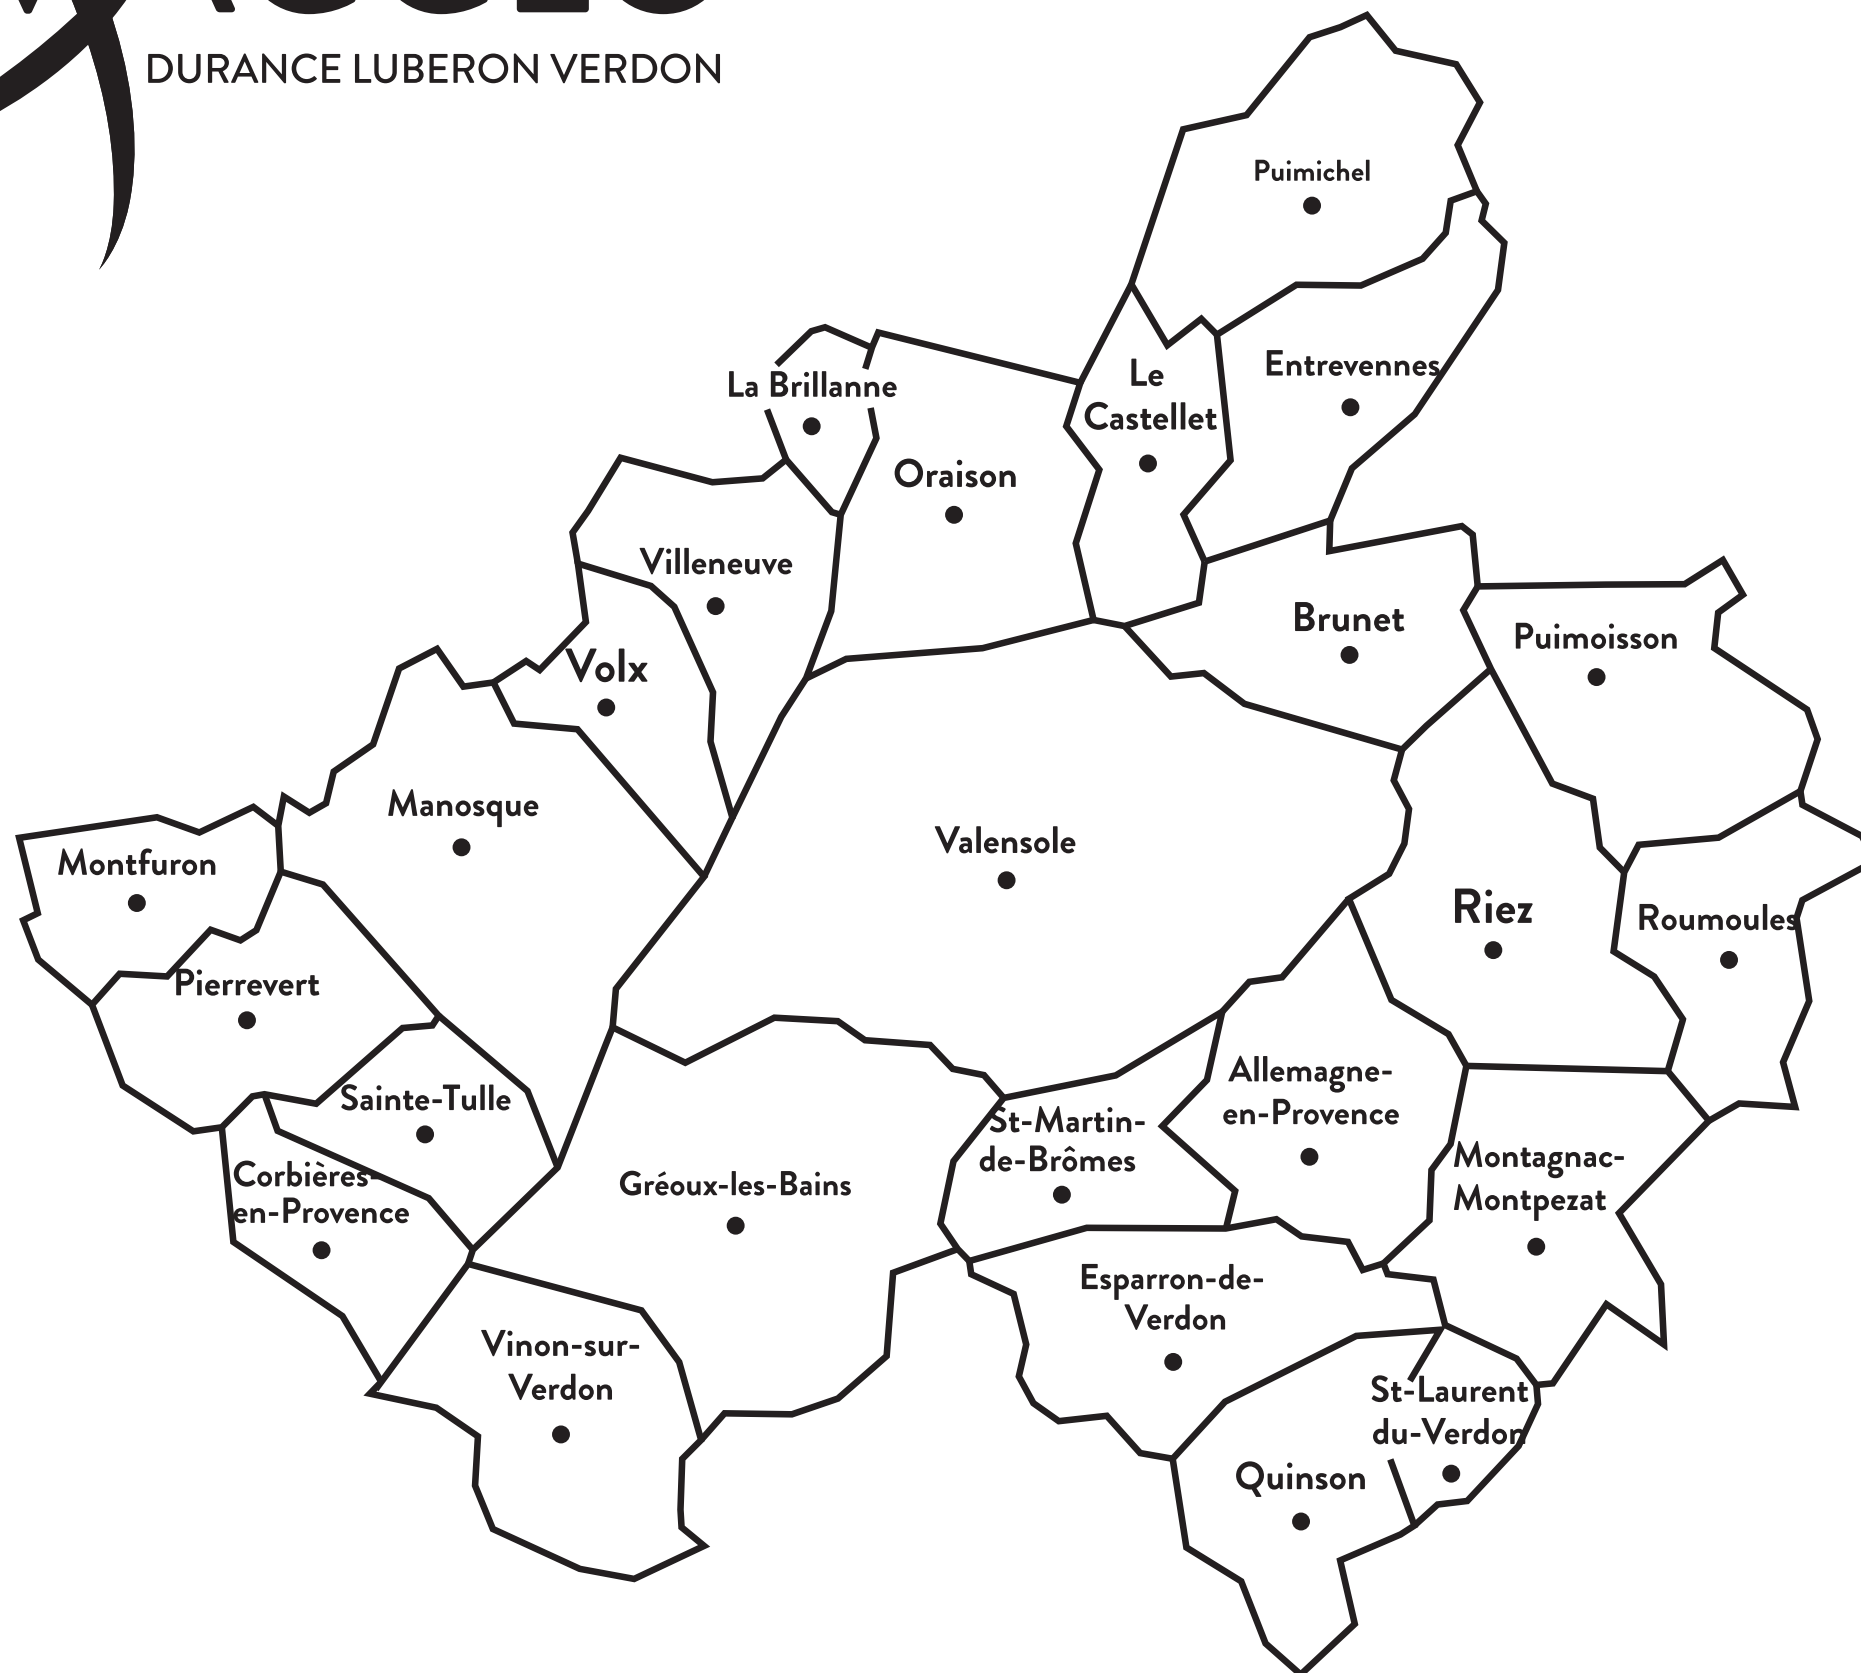 DURANCE LUBERON VERDON
Puimichel
Entrevennes
Le
Castellet
La Brillanne
Oraison
Villeneuve
Brunet
Puimoisson
Volx
Manosque
Valensole
Montfuron
Riez
Roumoules
Pierrevert
Sainte-Tulle
Allemagne-
en-Provence
St-Martin-
de-Brômes
Montagnac-
Montpezat
Corbières-
en-Provence
Gréoux-les-Bains
Esparron-de-
Verdon
Vinon-sur-
Verdon
St-Laurent
du-Verdon
Quinson